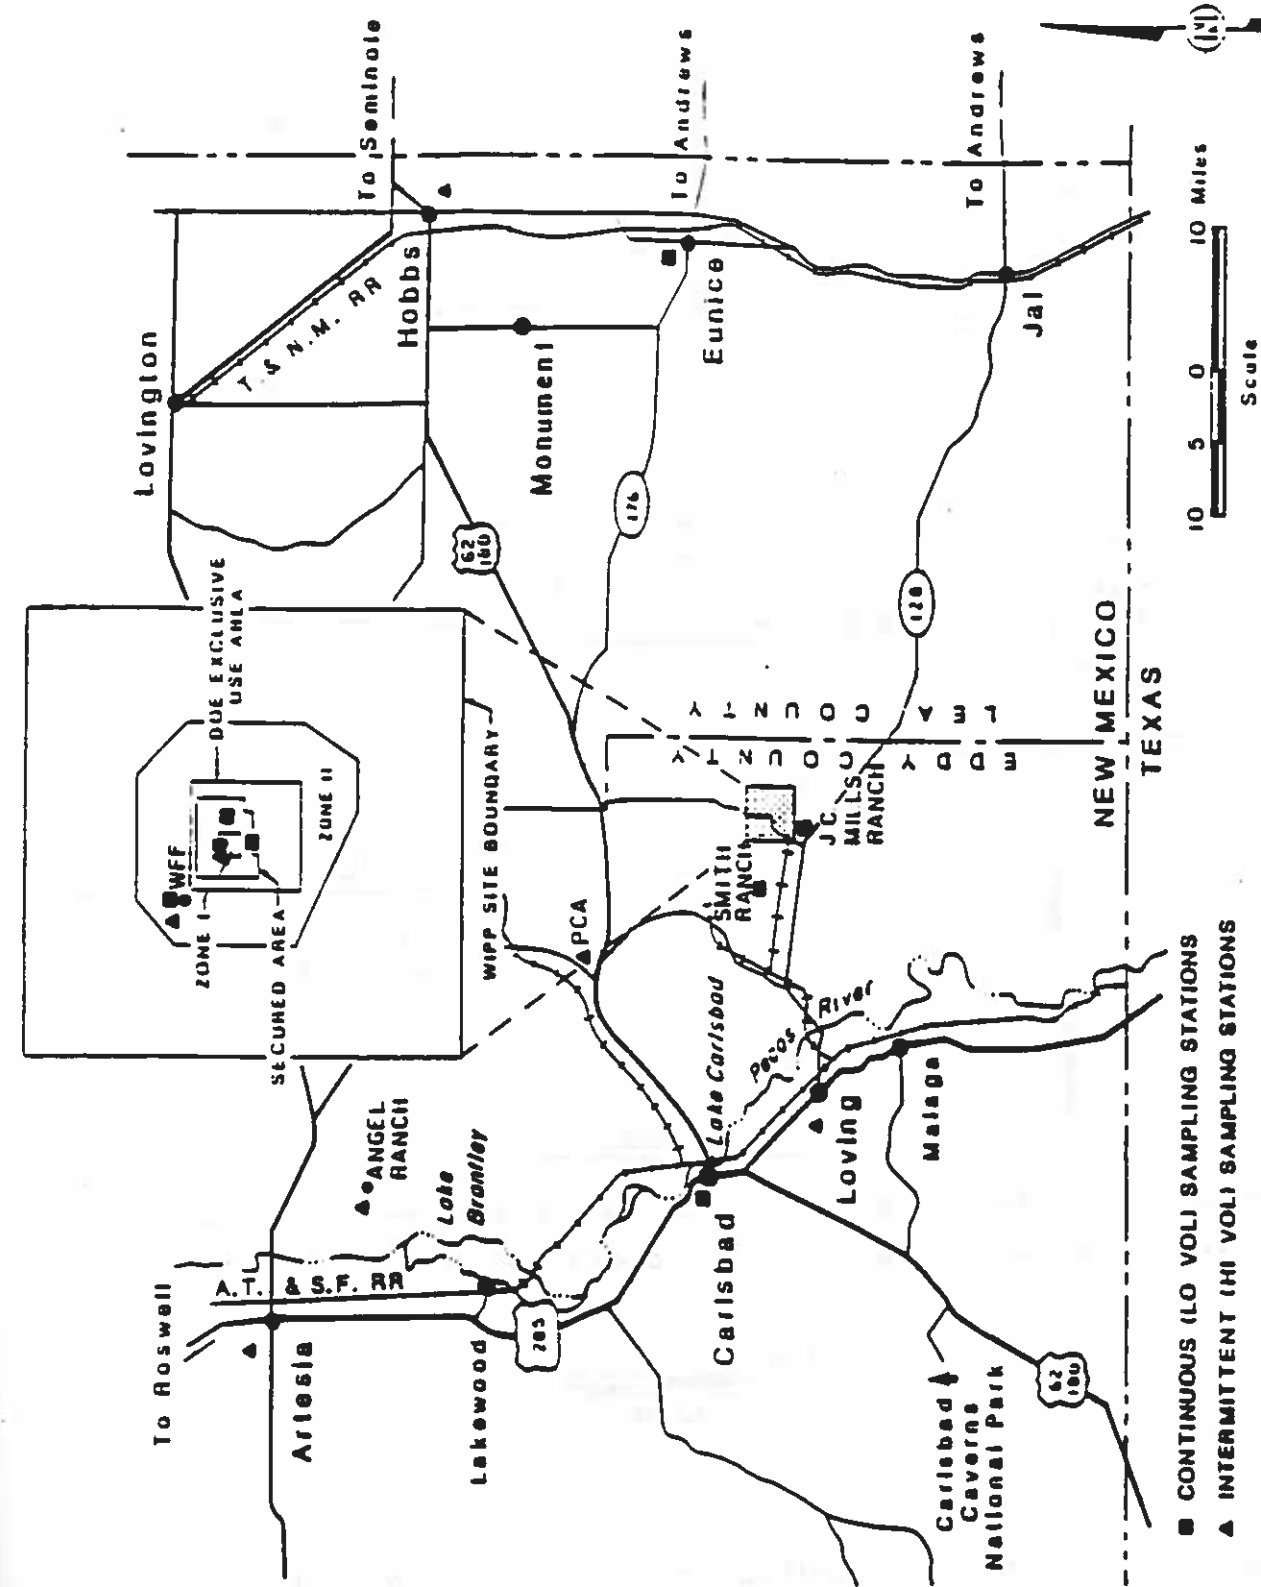 To Roswell
Artesia
A.T. & S.F. RR
ANGEL
RANCH
Lake
Brantley
Lakewood
285
Carlsbad
Lake Carlsbad
Pecos
River
Loving
Malaga
Carlsbad
Caverns
National Park
62
180
WIPP SITE BOUNDARY
PCA
SMITH
RANCH
J.C.
MILLS
RANCH
ZONE I
SECURED AREA
WFF
ZONE II
DOE EXCLUSIVE
USE AREA
Lovington
T & N.M. RR
Hobbs
To Seminole
Monument
62
180
176
Eunice
To Andrews
128
Jal
To Andrews
EDDY COUNTY
LEA COUNTY
NEW MEXICO
TEXAS
N
10 5 0 10 Miles
Scale
■ CONTINUOUS (LO VOL) SAMPLING STATIONS
▲ INTERMITTENT (HI VOL) SAMPLING STATIONS